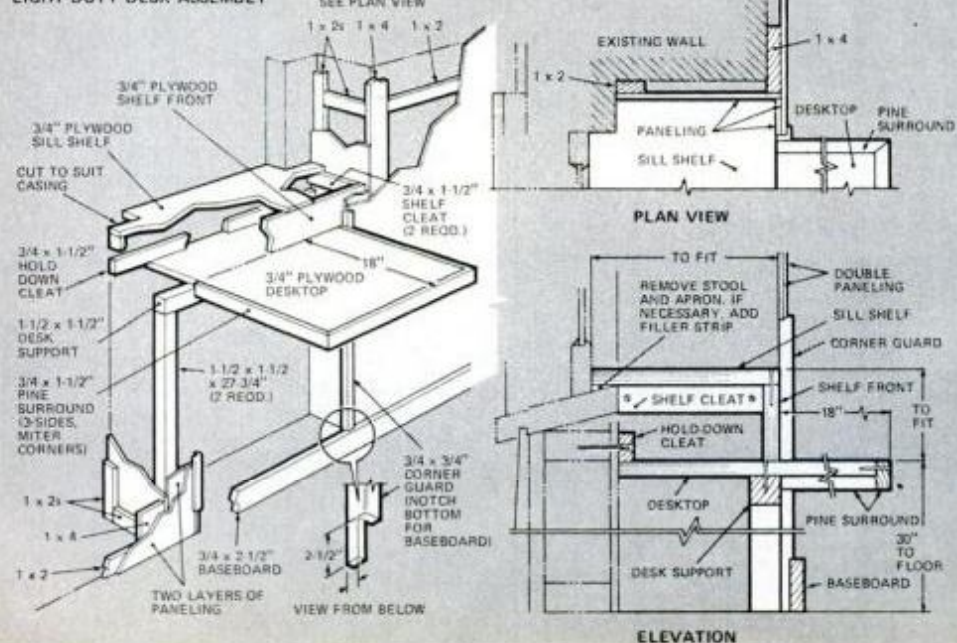 LIGHT-DUTY DESK ASSEMBLY
SEE PLAN VIEW
1 x 2s
1 x 4
1 x 2
3/4" PLYWOOD
SHELF FRONT
3/4" PLYWOOD
SILL SHELF
CUT TO SUIT
CASING
3/4 x 1-1/2"
HOLD
DOWN
CLEAT
1-1/2 x 1-1/2"
DESK
SUPPORT
3/4 x 1-1/2"
PINE
SURROUND
(3-SIDES,
MITER
CORNERS)
3/4 x 1-1/2"
SHELF
CLEAT
(2 REQD.)
18"
3/4" PLYWOOD
DESKTOP
1-1/2 x 1-1/2
x 27-3/4"
(2 REQD.)
1 x 2s
1 x 4
1 x 2
3/4 x 2-1/2"
BASEBOARD
TWO LAYERS OF
PANELING
3/4 x 3/4"
CORNER
GUARD
(NOTCH
BOTTOM
FOR
BASEBOARD)
2-1/2"
VIEW FROM BELOW
EXISTING WALL
1 x 4
1 x 2
PANELING
DESKTOP
PINE
SURROUND
SILL SHELF
PLAN VIEW
TO FIT
REMOVE STOOL
AND APRON. IF
NECESSARY, ADD
FILLER STRIP
DOUBLE
PANELING
SILL SHELF
CORNER GUARD
SHELF CLEAT
SHELF FRONT
18"
TO
FIT
HOLD-DOWN
CLEAT
DESKTOP
PINE SURROUND
30"
TO
FLOOR
DESK SUPPORT
BASEBOARD
ELEVATION